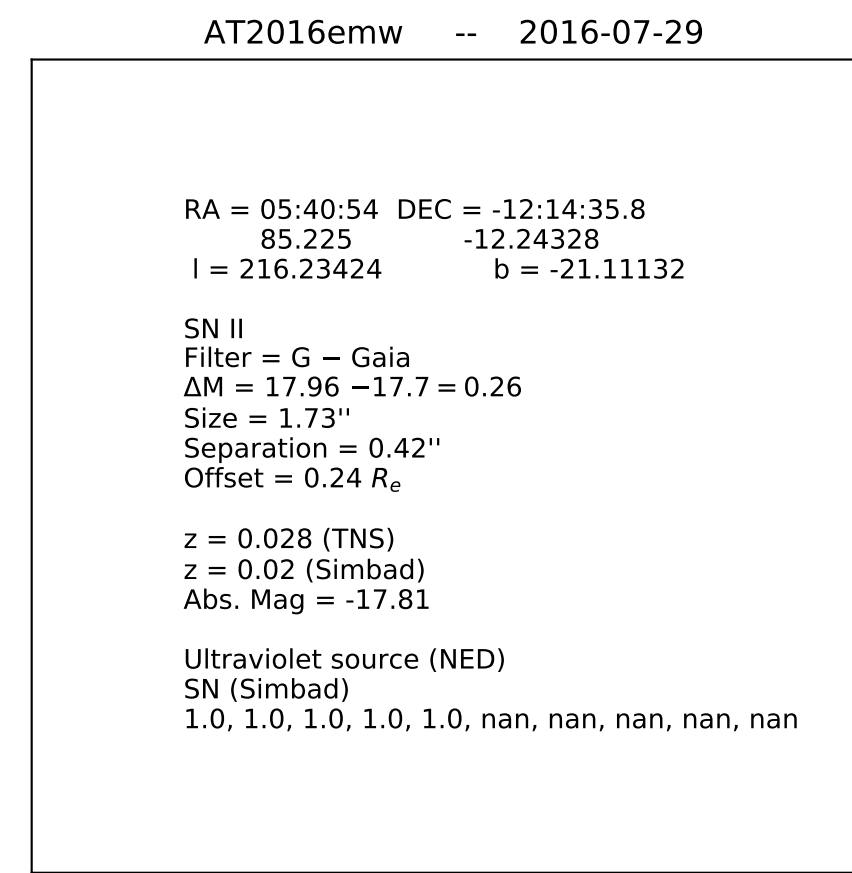 AT2016emw -- 2016-07-29
RA = 05:40:54 DEC = -12:14:35.8
85.225 -12.24328
l = 216.23424 b = -21.11132
SN II
Filter = G − Gaia
ΔM = 17.96 −17.7 = 0.26
Size = 1.73''
Separation = 0.42''
Offset = 0.24 Rₑ
z = 0.028 (TNS)
z = 0.02 (Simbad)
Abs. Mag = -17.81
Ultraviolet source (NED)
SN (Simbad)
1.0, 1.0, 1.0, 1.0, 1.0, nan, nan, nan, nan, nan